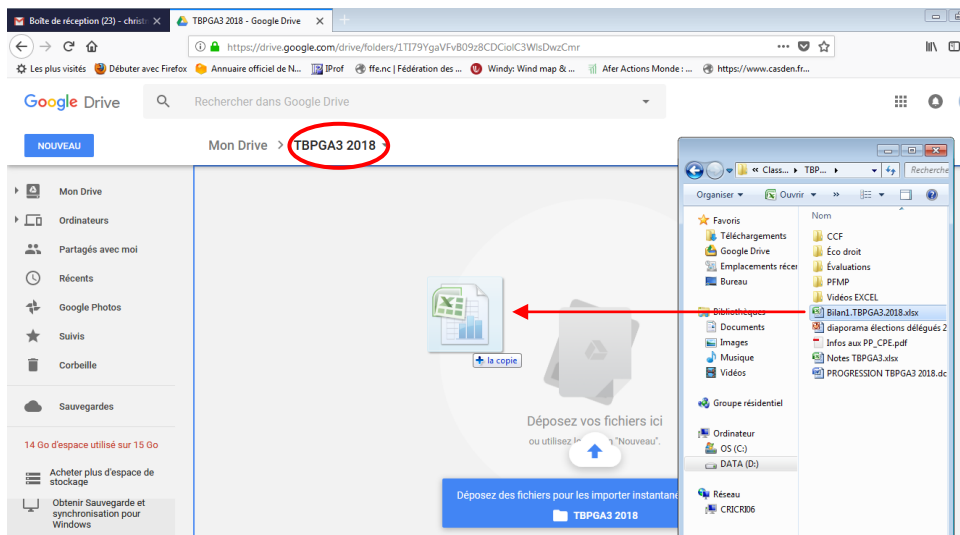 Boîte de réception (23) - christ
TBPGA3 2018 - Google Drive
https://drive.google.com/drive/folders/1TI79YgaVFvB09z8CDCiolC3WlsDwzCmr
Les plus visités Débuter avec Firefox Annuaire officiel de N... IProf ffe.nc | Fédération des ... Windy: Wind map & ... Afer Actions Monde : ... https://www.casden.fr...
Google Drive
Rechercher dans Google Drive
NOUVEAU
Mon Drive > TBPGA3 2018
Mon Drive
Ordinateurs
Partagés avec moi
Récents
Google Photos
Suivis
Corbeille
Sauvegardes
14 Go d'espace utilisé sur 15 Go
Acheter plus d'espace de
stockage
Obtenir Sauvegarde et
synchronisation pour
Windows
la copie
Déposez vos fichiers ici
ou utilisez "Nouveau".
Déposez des fichiers pour les importer instantané
TBPGA3 2018
« Class... TBP...
Recherche
Organiser Ouvrir »
Favoris
Téléchargements
Google Drive
Emplacements récen
Bureau
Bibliothèques
Documents
Images
Musique
Vidéos
Groupe résidentiel
Ordinateur
OS (C:)
DATA (D:)
Réseau
CRICRI06
Nom
CCF
Éco droit
Évaluations
PFMP
Vidéos EXCEL
Bilan1.TBPGA3.2018.xlsx
diaporama élections délégués 2
Infos aux PP_CPE.pdf
Notes TBPGA3.xlsx
PROGRESSION TBPGA3 2018.dc